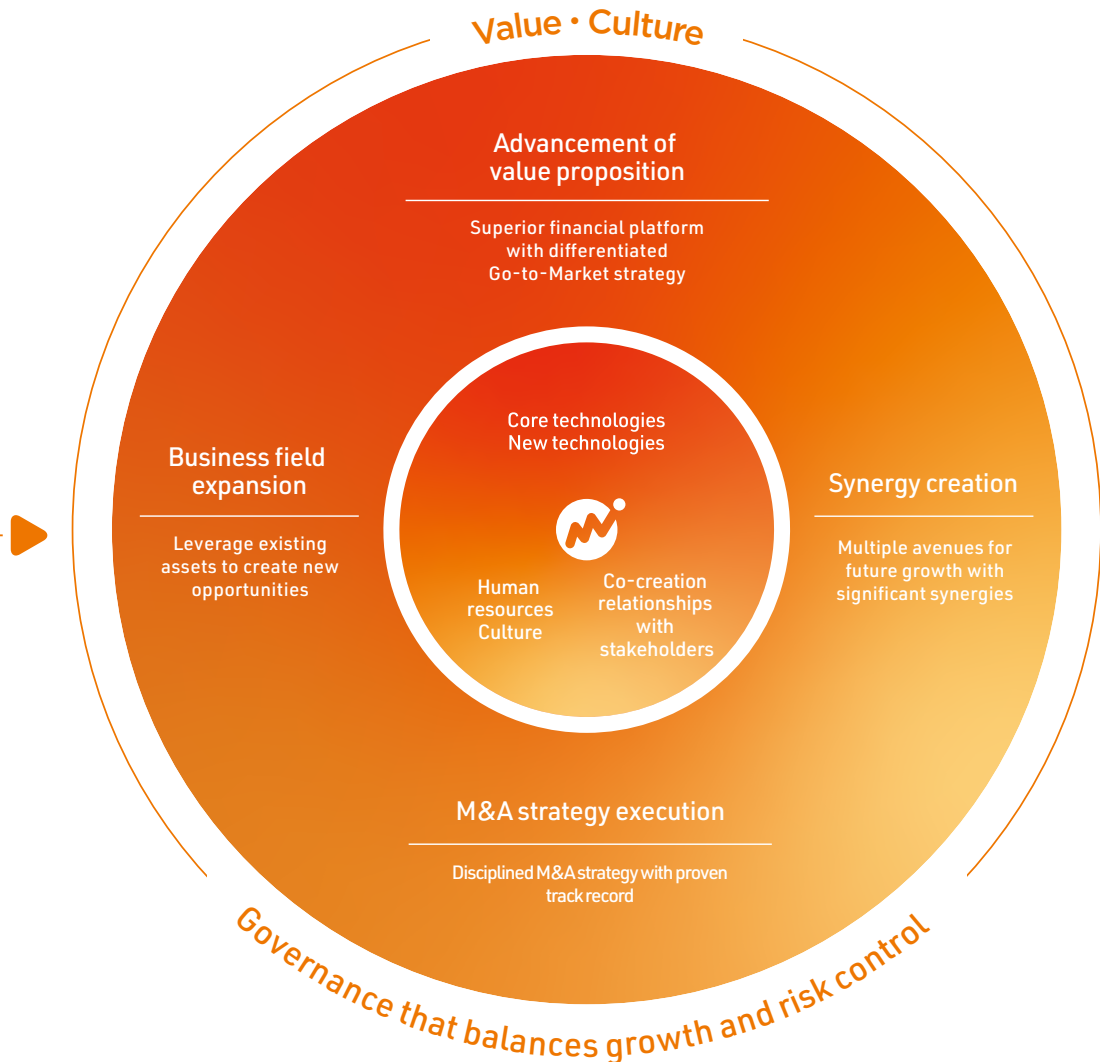 Value・Culture
Advancement of
value proposition
Superior financial platform
with differentiated
Go-to-Market strategy
Core technologies
New technologies
Business field
expansion
Leverage existing
assets to create new
opportunities
Synergy creation
Multiple avenues for
future growth with
significant synergies
Human
resources
Culture
Co-creation
relationships
with
stakeholders
M&A strategy execution
Disciplined M&A strategy with proven
track record
Governance that balances growth and risk control